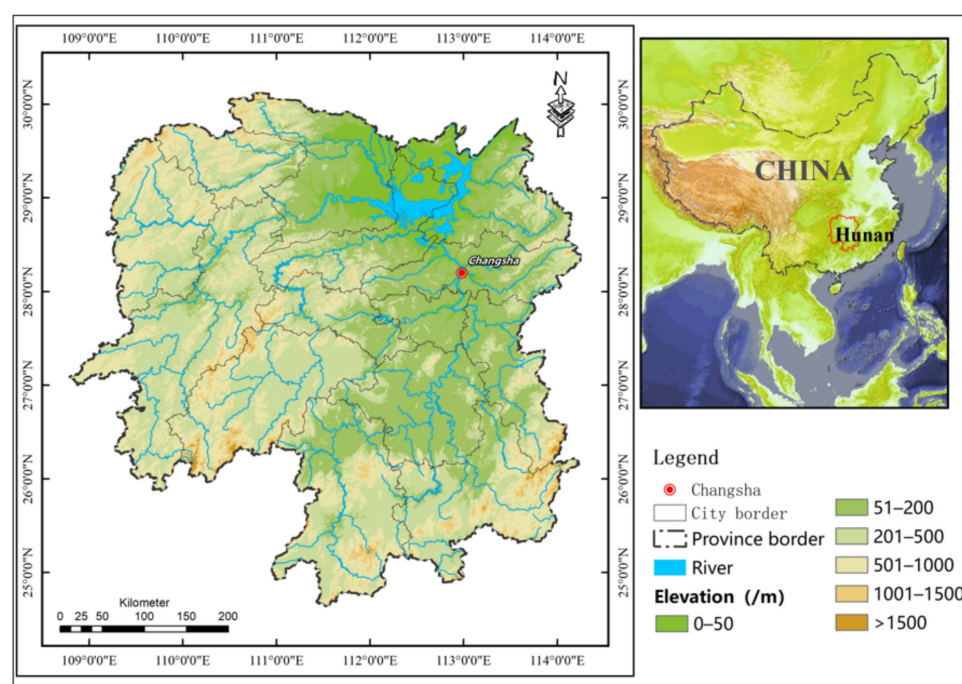 109°0'0"E 110°0'0"E 111°0'0"E 112°0'0"E 113°0'0"E 114°0'0"E
30°0'0"N
29°0'0"N
28°0'0"N
27°0'0"N
26°0'0"N
25°0'0"N
N
30°0'0"N
29°0'0"N
28°0'0"N
27°0'0"N
26°0'0"N
25°0'0"N
Changsha
Kilometer
0 25 50 100 150 200
109°0'0"E 110°0'0"E 111°0'0"E 112°0'0"E 113°0'0"E 114°0'0"E
CHINA
Hunan
Legend
Changsha
City border
Province border
River
Elevation (/m)
0–50
51–200
201–500
501–1000
1001–1500
>1500